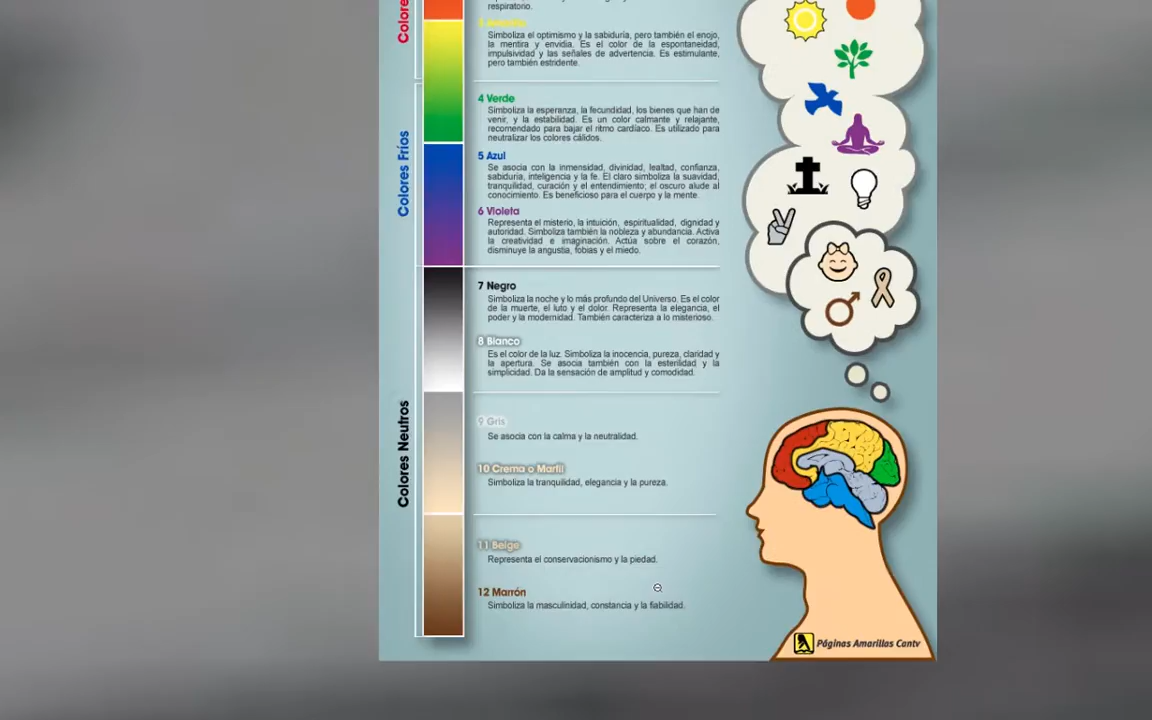 Colore
respiratorio.
3 Amarillo
Simboliza el optimismo y la sabiduría, pero también el enojo,
la mentira y envidia. Es el color de la espontaneidad,
impulsividad y las señales de advertencia. Es estimulante,
pero también estridente.
Colores Fríos
4 Verde
Simboliza la esperanza, la fecundidad, los bienes que han de
venir, y la estabilidad. Es un color calmante y relajante,
recomendado para bajar el ritmo cardíaco. Es utilizado para
neutralizar los colores cálidos.
5 Azul
Se asocia con la inmensidad, divinidad, lealtad, confianza,
sabiduría, inteligencia y la fe. El claro simboliza la suavidad,
tranquilidad, curación y el entendimiento; el oscuro alude al
conocimiento. Es beneficioso para el cuerpo y la mente.
6 Violeta
Representa el misterio, la intuición, espiritualidad, dignidad y
autoridad. Simboliza también la nobleza y abundancia. Activa
la creatividad e imaginación. Actúa sobre el corazón,
disminuye la angustia, fobias y el miedo.
Colores Neutros
7 Negro
Simboliza la noche y lo más profundo del Universo. Es el color
de la muerte, el luto y el dolor. Representa la elegancia, el
poder y la modernidad. También caracteriza a lo misterioso.
8 Blanco
Es el color de la luz. Simboliza la inocencia, pureza, claridad y
la apertura. Se asocia también con la esterilidad y la
simplicidad. Da la sensación de amplitud y comodidad.
9 Gris
Se asocia con la calma y la neutralidad.
10 Crema o Marfil
Simboliza la tranquilidad, elegancia y la pureza.
11 Beige
Representa el conservacionismo y la piedad.
12 Marrón
Simboliza la masculinidad, constancia y la fiabilidad.
Páginas Amarillas Cantv